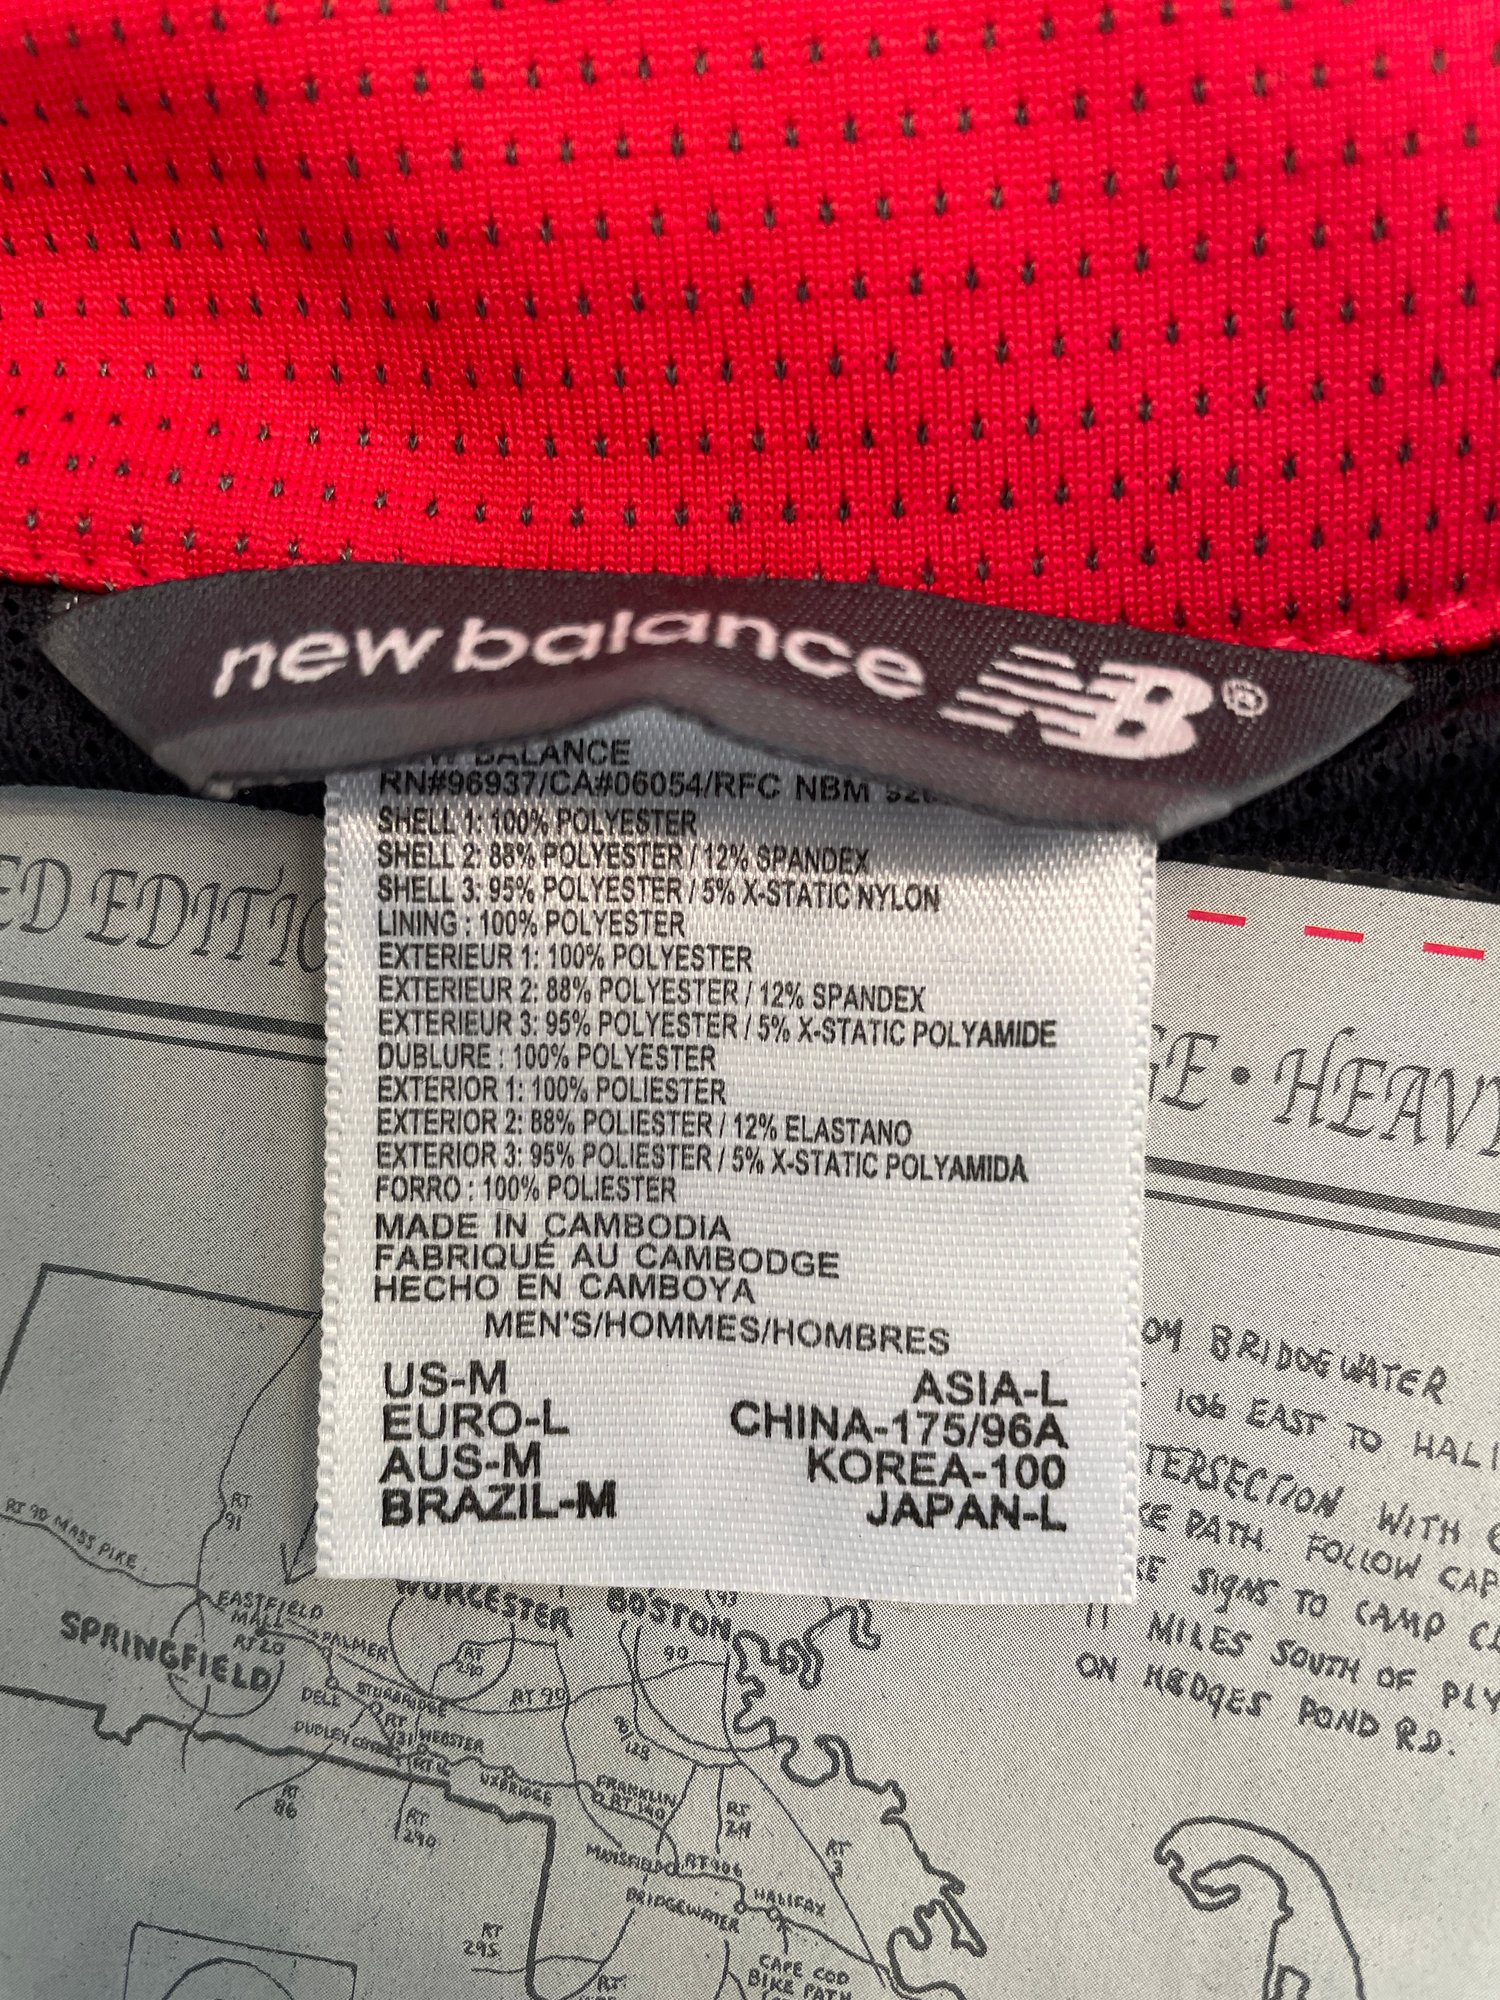 new balance NB®
BALANCE
RN#96937/CA#06054/RFC NBM
SHELL 1: 100% POLYESTER
SHELL 2: 88% POLYESTER / 12% SPANDEX
SHELL 3: 95% POLYESTER / 5% X-STATIC NYLON
LINING : 100% POLYESTER
EXTERIEUR 1: 100% POLYESTER
EXTERIEUR 2: 88% POLYESTER / 12% SPANDEX
EXTERIEUR 3: 95% POLYESTER / 5% X-STATIC POLYAMIDE
DUBLURE : 100% POLYESTER
EXTERIOR 1: 100% POLIESTER
EXTERIOR 2: 88% POLIESTER / 12% ELASTANO
EXTERIOR 3: 95% POLIESTER / 5% X-STATIC POLYAMIDA
FORRO : 100% POLIESTER
MADE IN CAMBODIA
FABRIQUÉ AU CAMBODGE
HECHO EN CAMBOYA
MEN'S/HOMMES/HOMBRES
US-M ASIA-L
EURO-L CHINA-175/96A
AUS-M KOREA-100
BRAZIL-M JAPAN-L
BRIDGEWATER
106 EAST TO
WITH
PATH. FOLLOW
SIGNS TO CAMP
11 MILES SOUTH OF
ON HEDGES POND RD.
RT 91
RT 90 MASS PIKE
EASTFIELD MALL
SPRINGFIELD
RT 20
PALMER
WORCESTER
BOSTON
93
90
RT 290
RT 90
DELL
STURBRIDGE
RT 131
WEBSTER
DUDLEY
UXBRIDGE
FRANKLIN
RT 140
RT 86
RT 290
RT 24
RT 3
MANSFIELD
RT 106
BRIDGEWATER
HALIFAX
RT 295
CAPE COD
BIKE PATH
RT